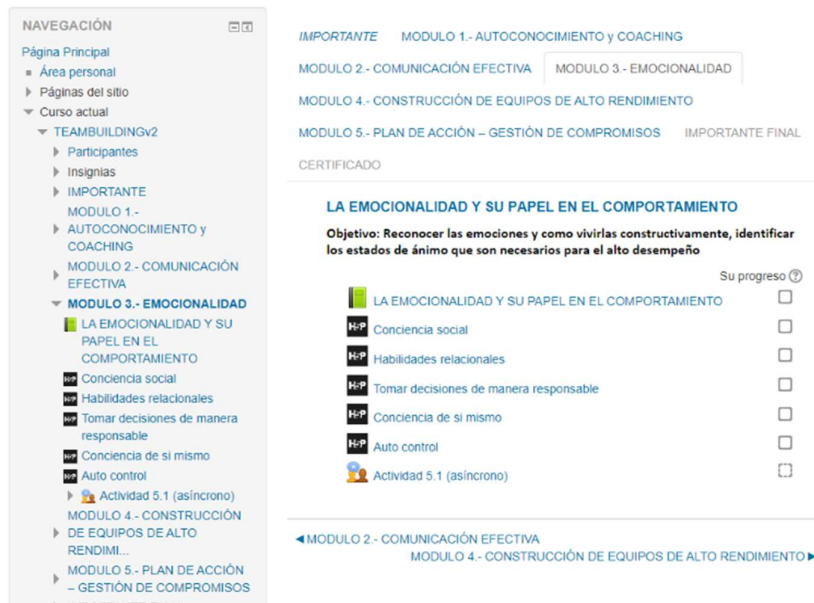 NAVEGACIÓN
Página Principal
Área personal
Páginas del sitio
Curso actual
TEAMBUILDINGv2
Participantes
Insignias
IMPORTANTE
MODULO 1.-
AUTOCONOCIMIENTO y
COACHING
MODULO 2.- COMUNICACIÓN
EFECTIVA
MODULO 3.- EMOCIONALIDAD
LA EMOCIONALIDAD Y SU
PAPEL EN EL
COMPORTAMIENTO
Conciencia social
Habilidades relacionales
Tomar decisiones de manera
responsable
Conciencia de si mismo
Auto control
Actividad 5.1 (asíncrono)
MODULO 4.- CONSTRUCCIÓN
DE EQUIPOS DE ALTO
RENDIMI...
MODULO 5.- PLAN DE ACCIÓN
– GESTIÓN DE COMPROMISOS
IMPORTANTE MODULO 1.- AUTOCONOCIMIENTO y COACHING
MODULO 2.- COMUNICACIÓN EFECTIVA MODULO 3.- EMOCIONALIDAD
MODULO 4.- CONSTRUCCIÓN DE EQUIPOS DE ALTO RENDIMIENTO
MODULO 5.- PLAN DE ACCIÓN – GESTIÓN DE COMPROMISOS IMPORTANTE FINAL
CERTIFICADO
LA EMOCIONALIDAD Y SU PAPEL EN EL COMPORTAMIENTO
Objetivo: Reconocer las emociones y como vivirlas constructivamente, identificar
los estados de ánimo que son necesarios para el alto desempeño
Su progreso
LA EMOCIONALIDAD Y SU PAPEL EN EL COMPORTAMIENTO
H5P Conciencia social
H5P Habilidades relacionales
H5P Tomar decisiones de manera responsable
H5P Conciencia de si mismo
H5P Auto control
Actividad 5.1 (asíncrono)
MODULO 2.- COMUNICACIÓN EFECTIVA
MODULO 4.- CONSTRUCCIÓN DE EQUIPOS DE ALTO RENDIMIENTO